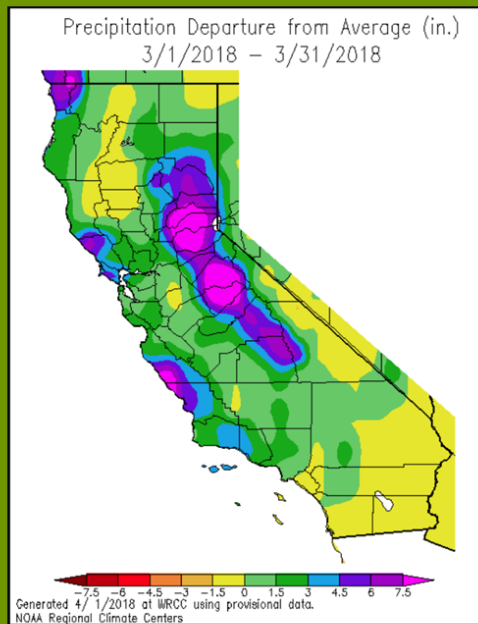 Precipitation Departure from Average (in.)
3/1/2018 – 3/31/2018
-7.5 -6 -4.5 -3 -1.5 0 1.5 3 4.5 6 7.5
Generated 4/ 1/2018 at WRCC using provisional data.
NOAA Regional Climate Centers